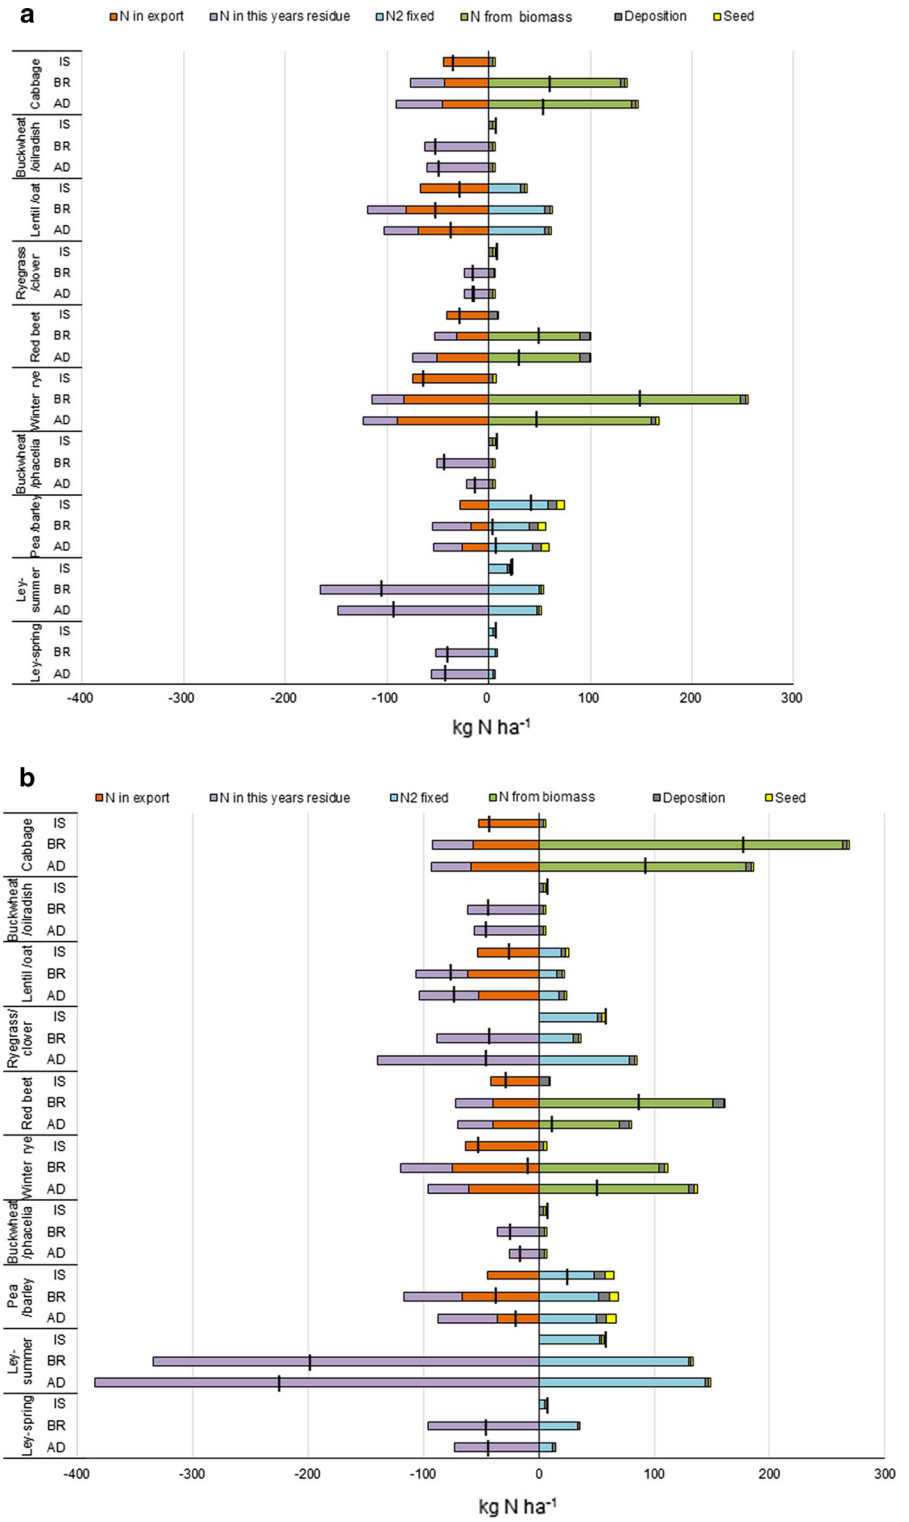 a
N in export N in this years residue N2 fixed N from biomass Deposition Seed
Cabbage
IS
BR
AD
Buckwheat
/oilradish
IS
BR
AD
Lentil /oat
IS
BR
AD
Ryegrass
/clover
IS
BR
AD
Red beet
IS
BR
AD
Winter rye
IS
BR
AD
Buckwheat
/phacelia
IS
BR
AD
Pea /barley
IS
BR
AD
Ley-
summer
IS
BR
AD
Ley-spring
IS
BR
AD
-400 -300 -200 -100 0 100 200 300
kg N ha-1
b
N in export N in this years residue N2 fixed N from biomass Deposition Seed
Cabbage
IS
BR
AD
Buckwheat
/oilradish
IS
BR
AD
Lentil /oat
IS
BR
AD
Ryegrass/
clover
IS
BR
AD
Red beet
IS
BR
AD
Winter rye
IS
BR
AD
Buckwheat
/phacelia
IS
BR
AD
Pea
/barley
IS
BR
AD
Ley-
summer
IS
BR
AD
Ley-spring
IS
BR
AD
-400 -300 -200 -100 0 100 200 300
kg N ha-1